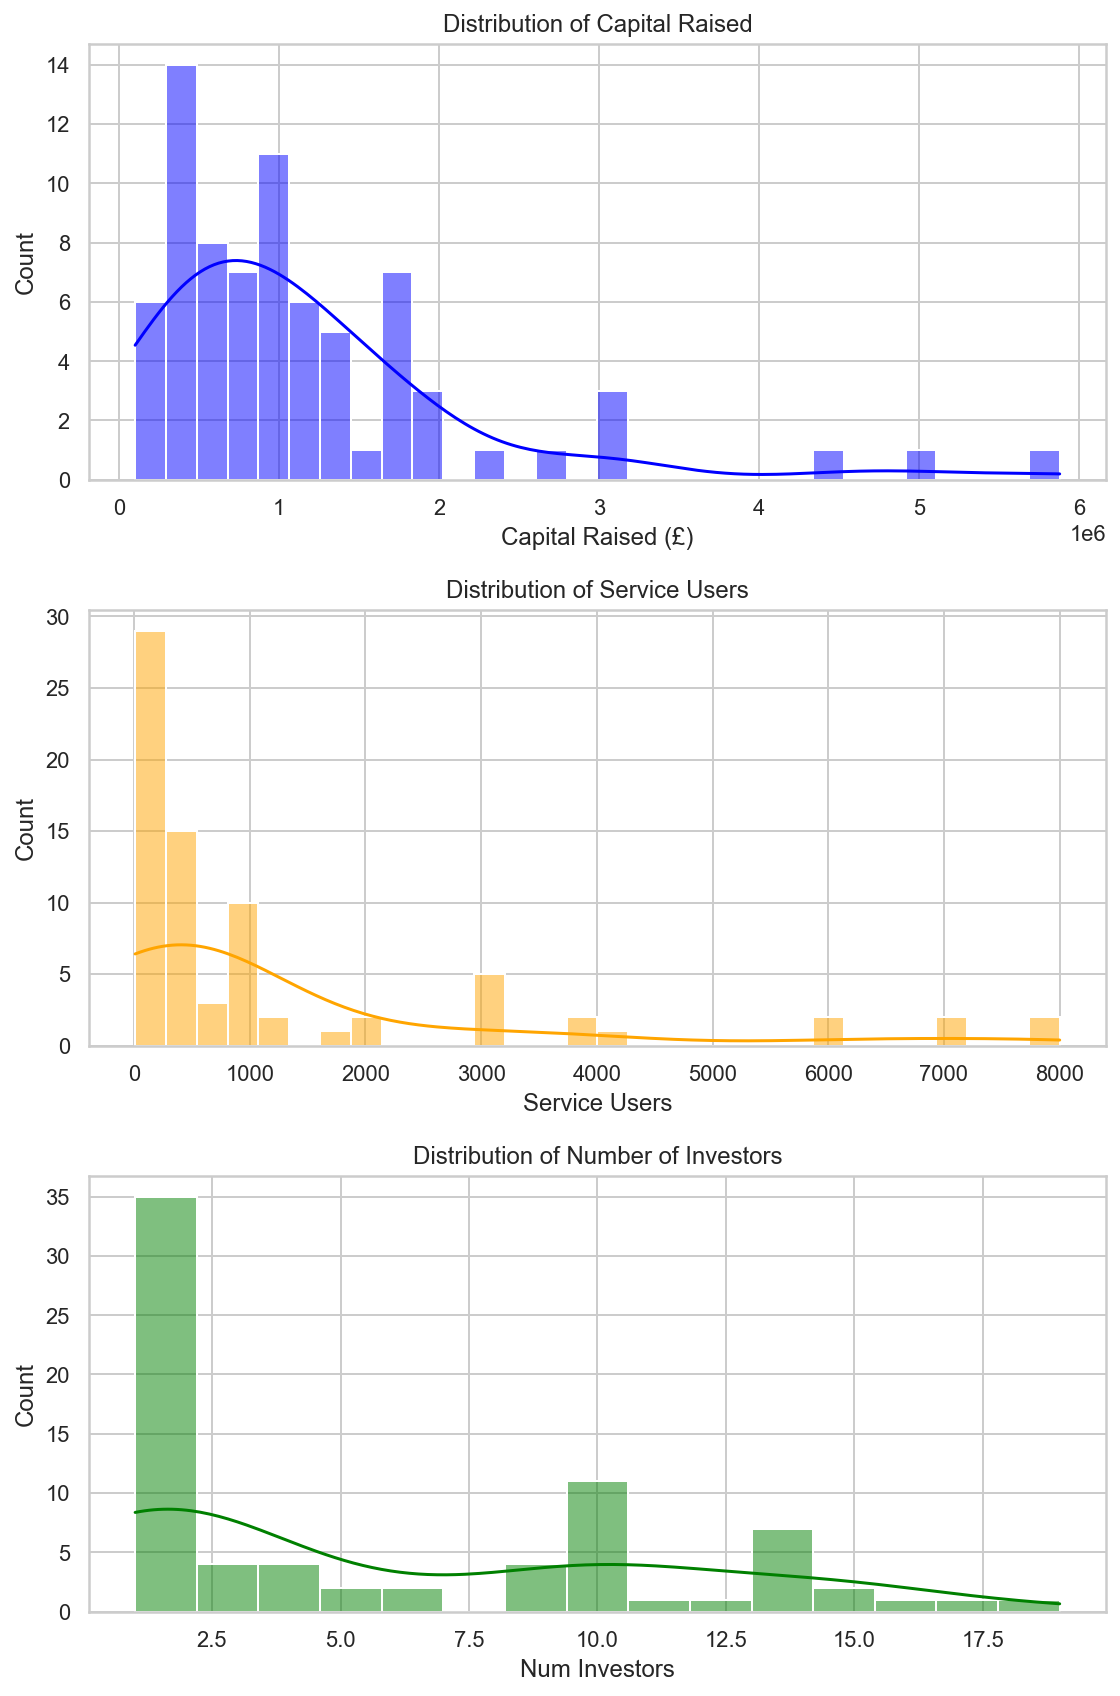 Distribution of Capital Raised
14
12
10
8
6
4
2
0
Count
0 1 2 3 4 5 6
1e6
Capital Raised (£)
Distribution of Service Users
30
25
20
15
10
5
0
Count
0 1000 2000 3000 4000 5000 6000 7000 8000
Service Users
Distribution of Number of Investors
35
30
25
20
15
10
5
0
Count
2.5 5.0 7.5 10.0 12.5 15.0 17.5
Num Investors